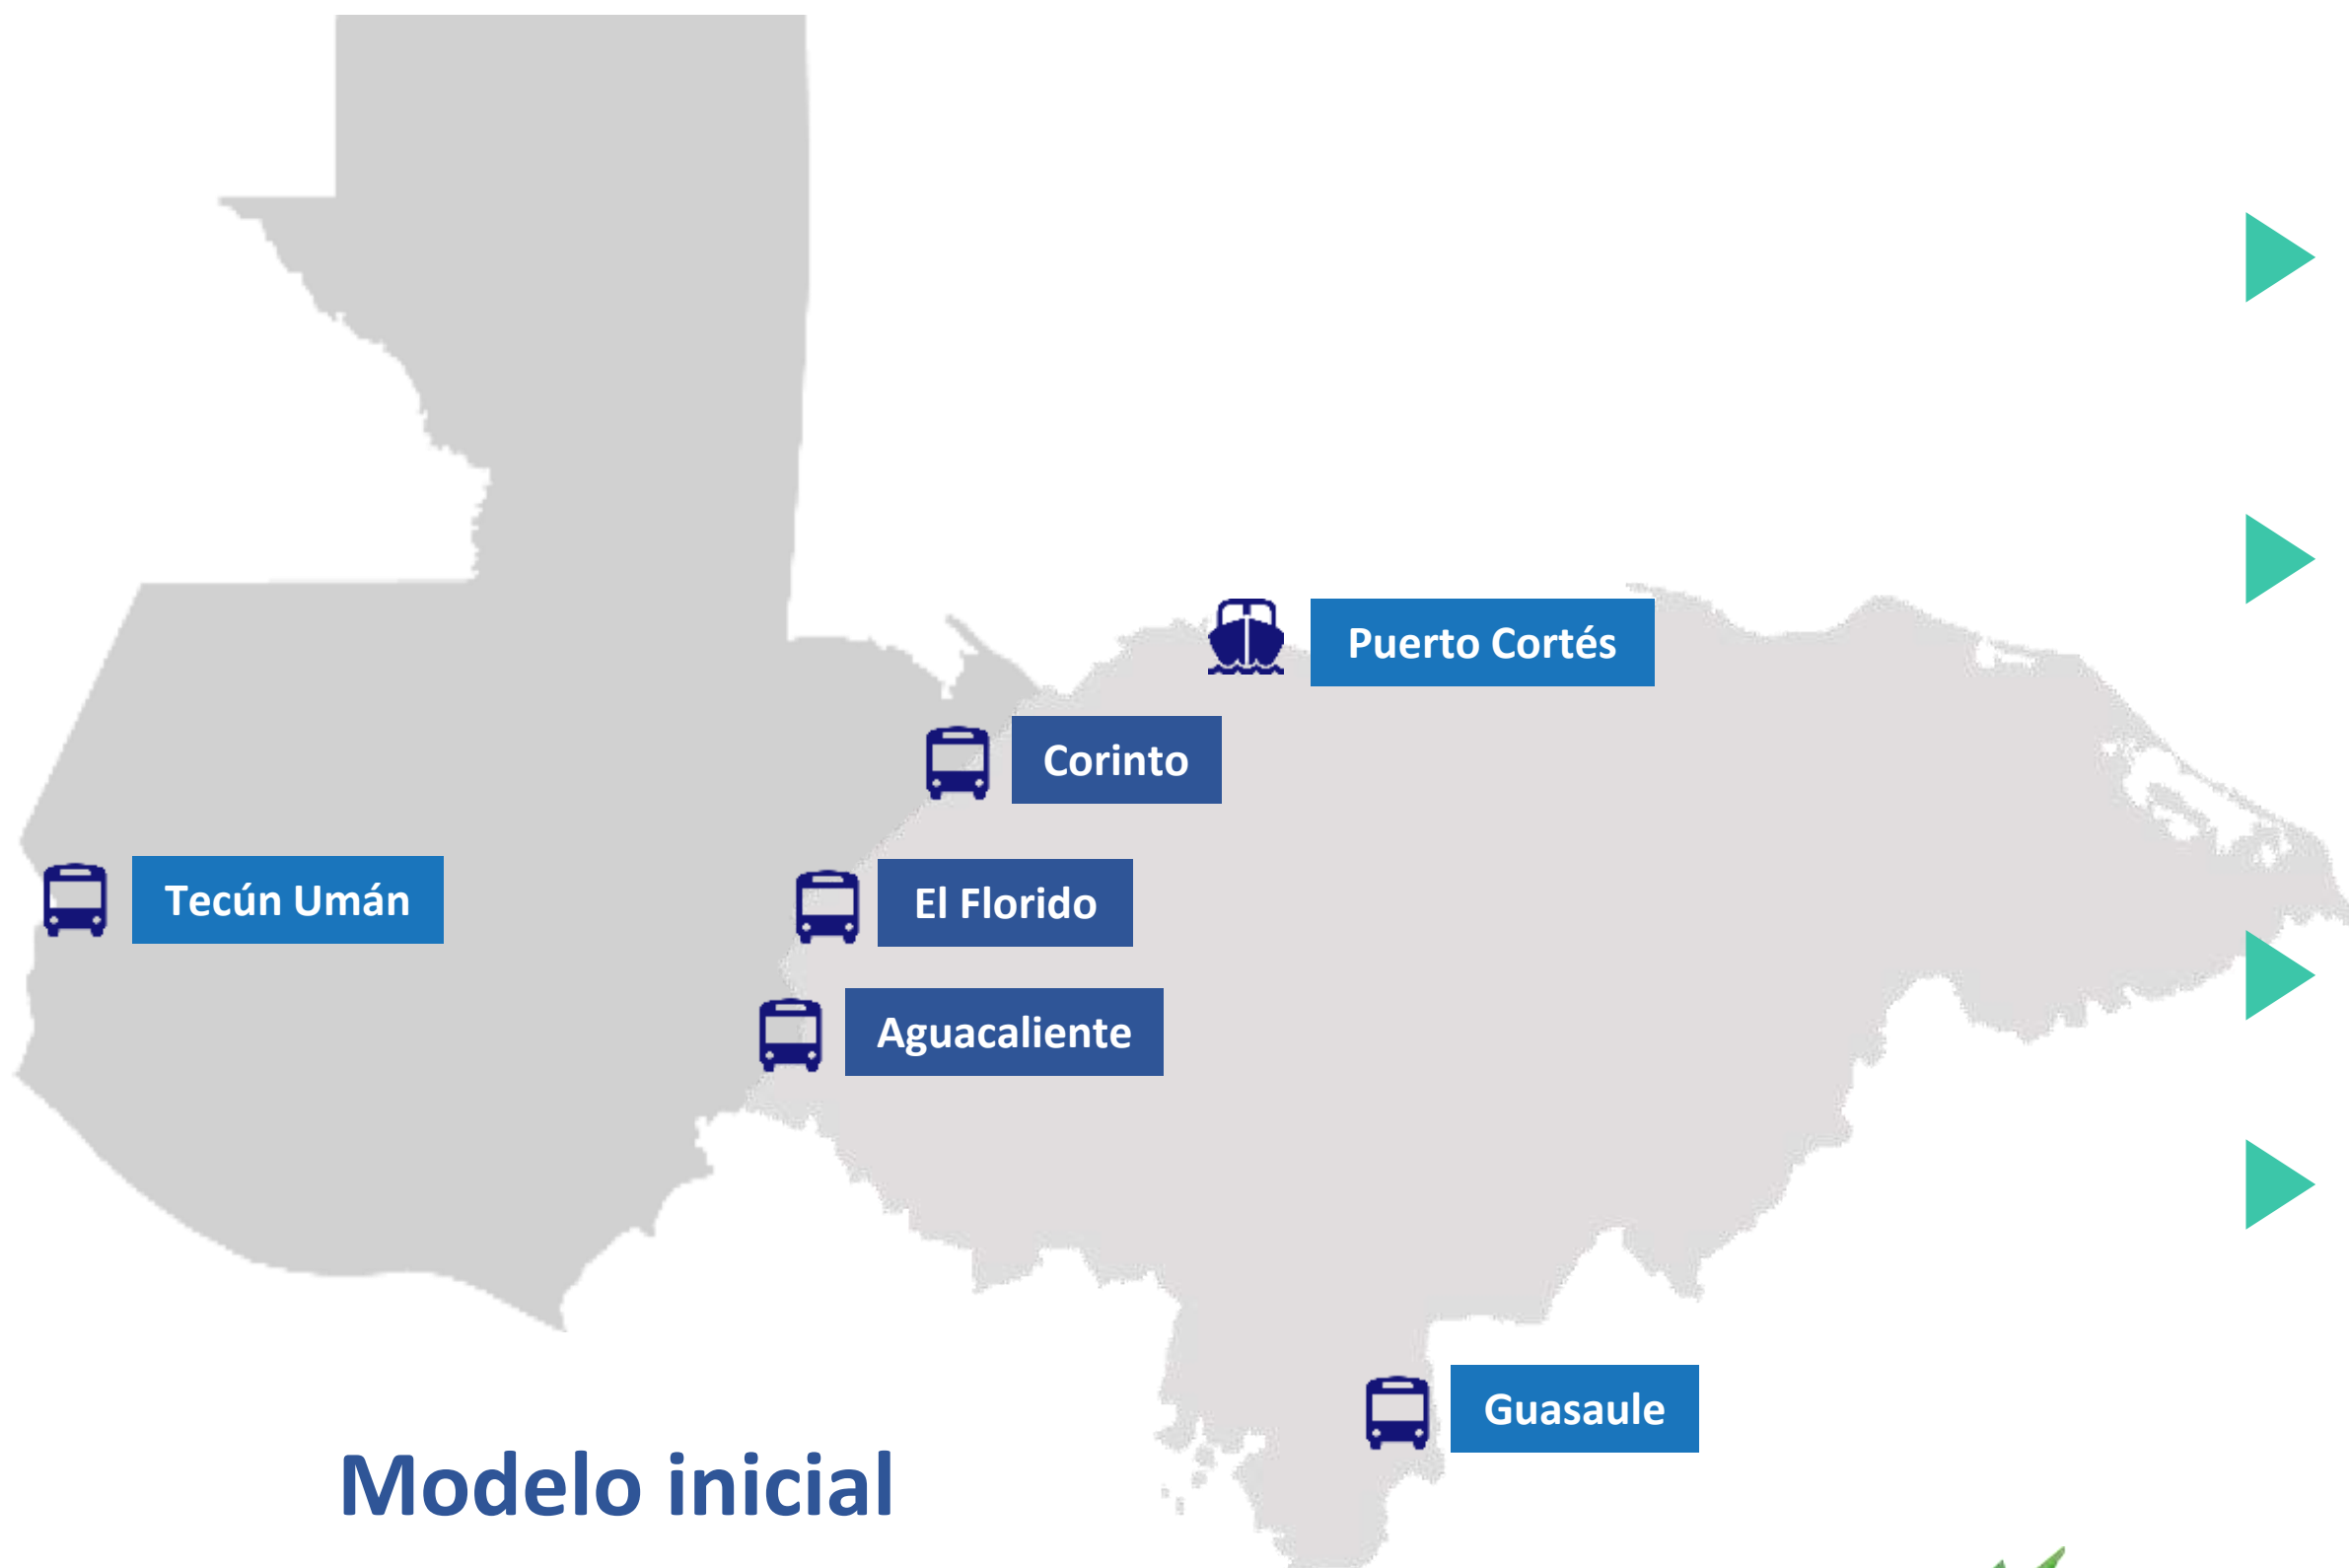 Puerto Cortés
Corinto
Tecún Umán
El Florido
Aguacaliente
Guasaule
Modelo inicial